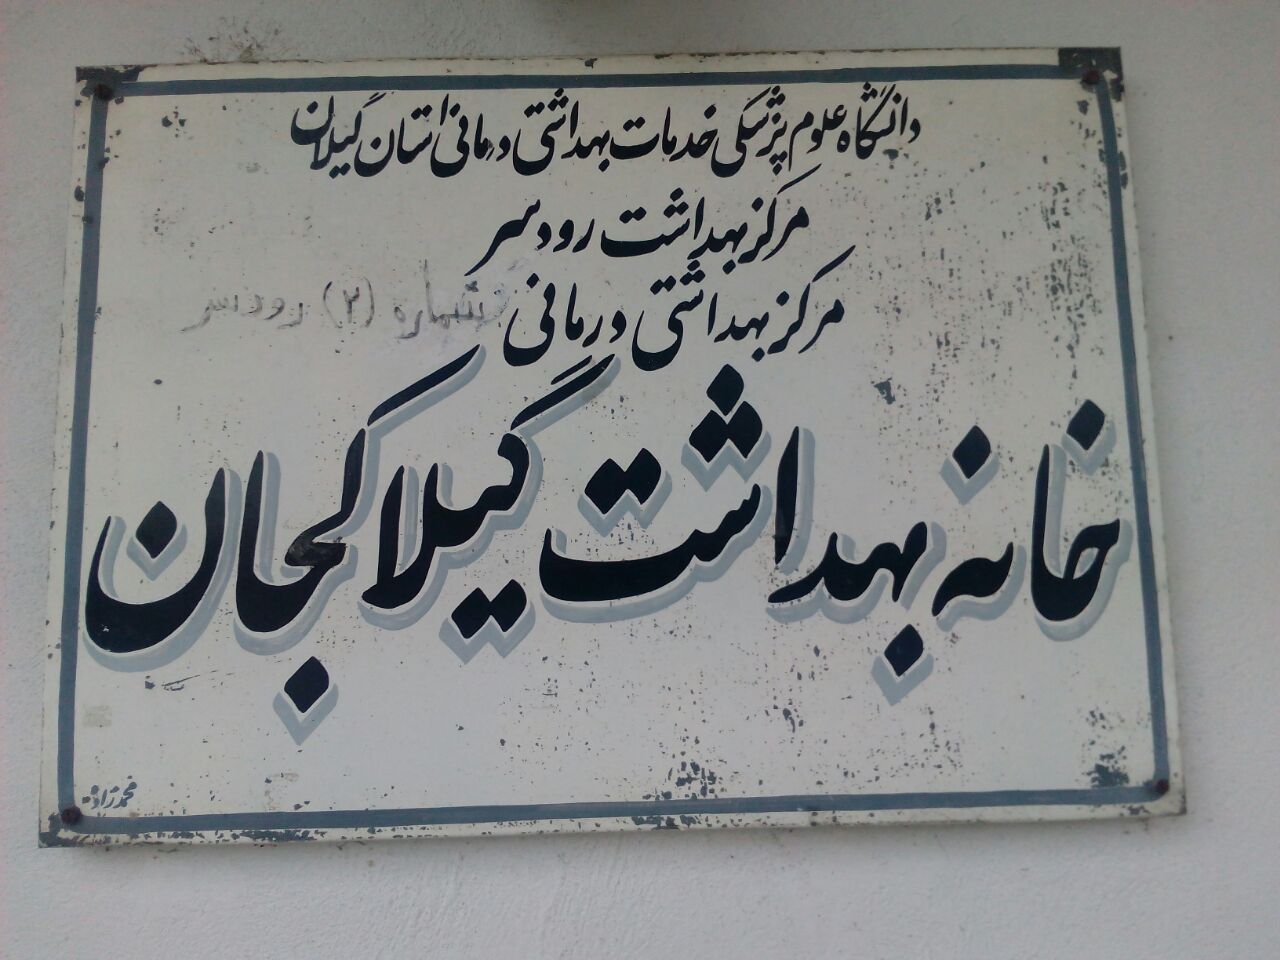 دانشگاه علوم پزشکی خدمات بهداشتی درمانی استان گیلان
مرکز بهداشت رودسر
مرکز بهداشتی درمانی شماره (۲) رودسر
خانه بهداشت گیلاکجان
محمدزاده